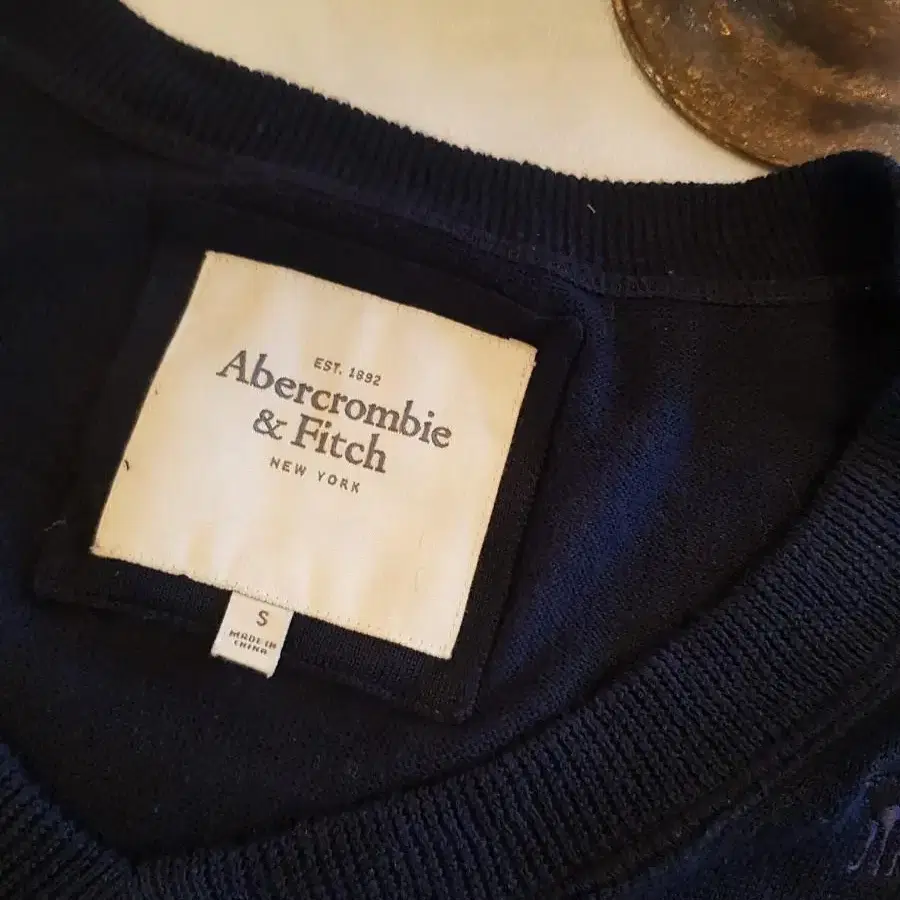 EST. 1892
Abercrombie
& Fitch
NEW YORK
S
MADE IN
CHINA